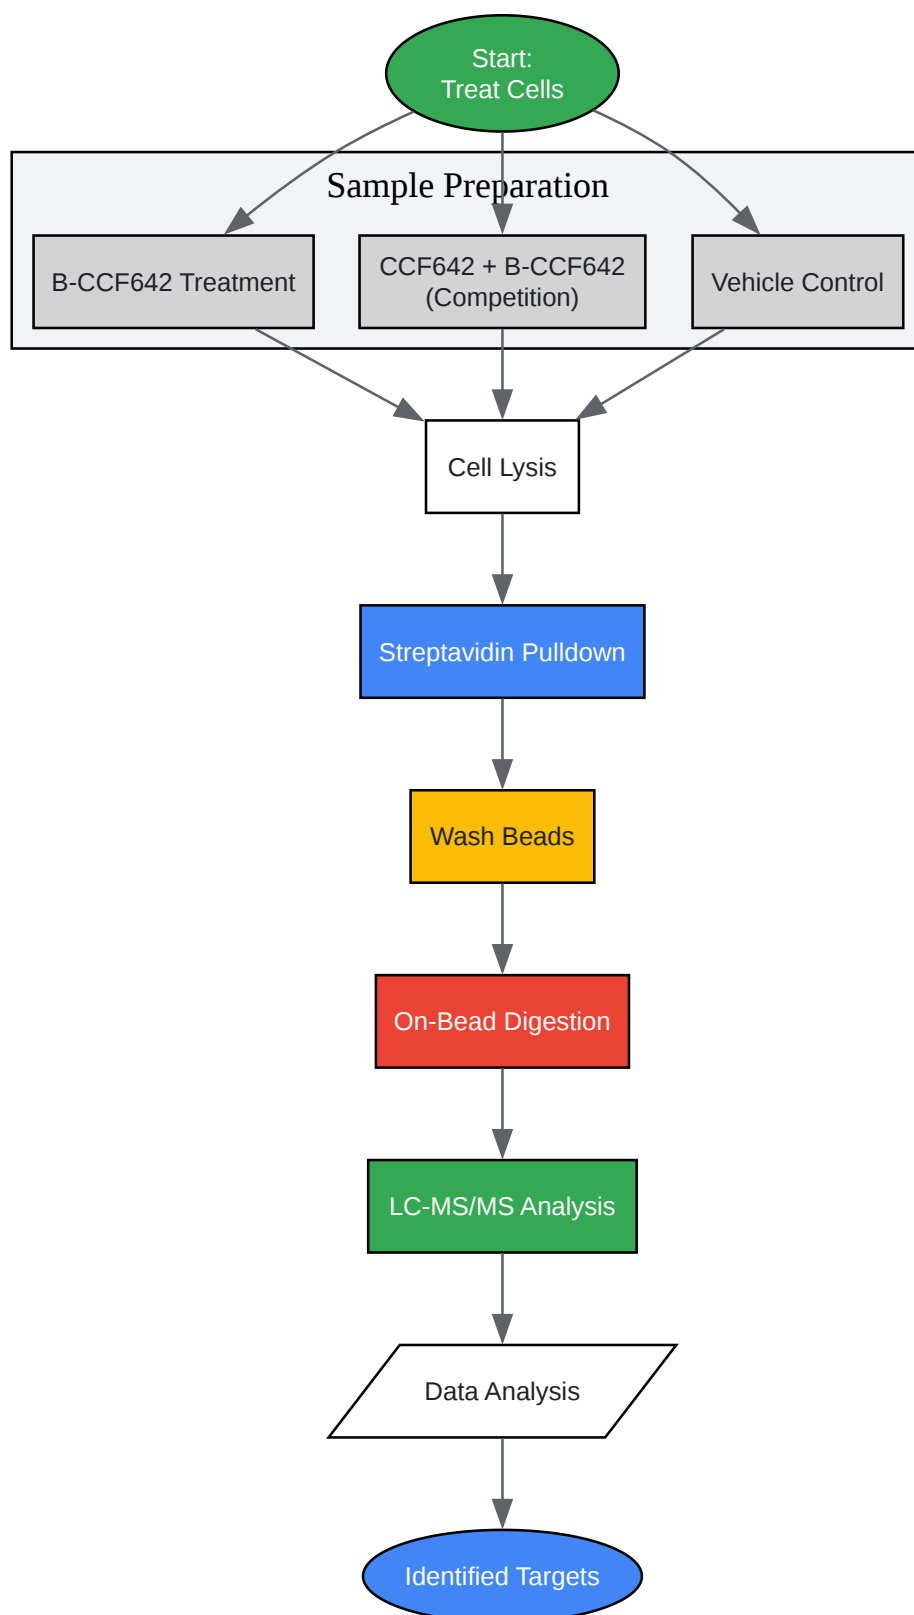 Start:
Treat Cells
Sample Preparation
B-CCF642 Treatment
CCF642 + B-CCF642
(Competition)
Vehicle Control
Cell Lysis
Streptavidin Pulldown
Wash Beads
On-Bead Digestion
LC-MS/MS Analysis
Data Analysis
Identified Targets